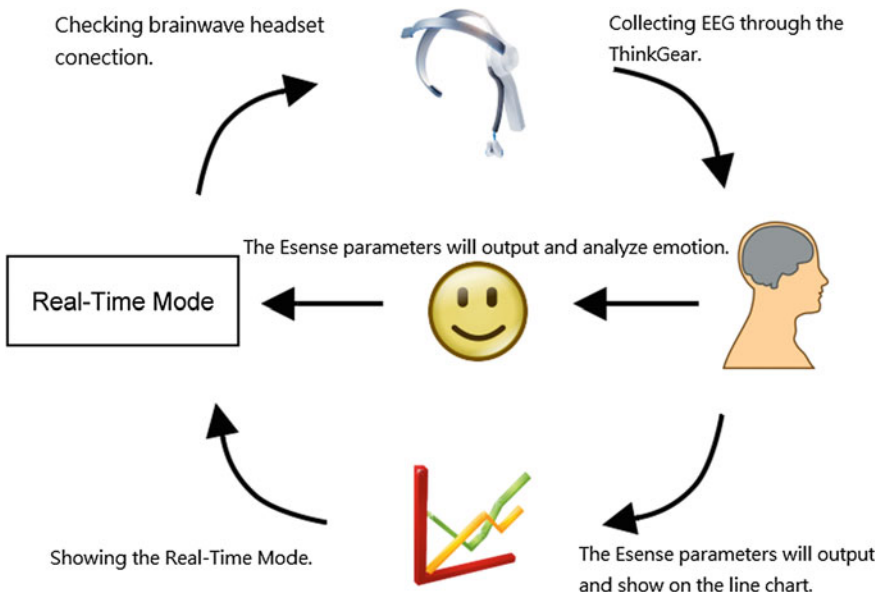 Checking brainwave headset
conection.
Collecting EEG through the
ThinkGear.
The Esense parameters will output and analyze emotion.
Real-Time Mode
Showing the Real-Time Mode.
The Esense parameters will output
and show on the line chart.